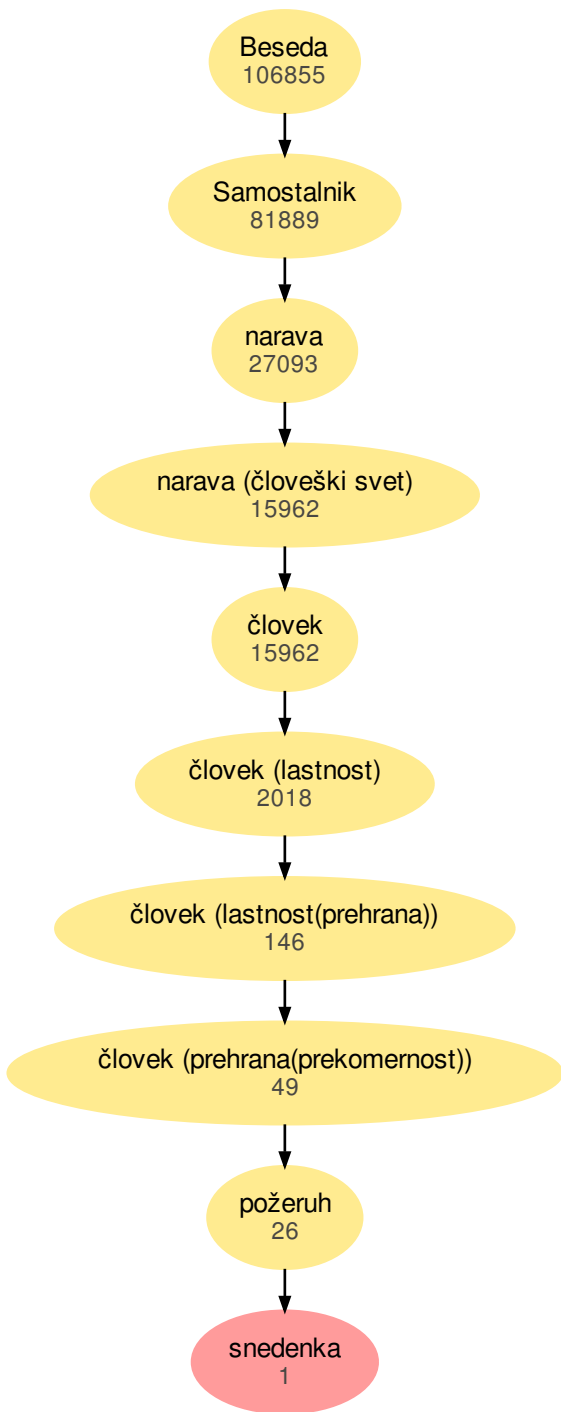 Beseda
106855
Samostalnik
81889
narava
27093
narava (človeški svet)
15962
človek
15962
človek (lastnost)
2018
človek (lastnost(prehrana))
146
človek (prehrana(prekomernost))
49
požeruh
26
snedenka
1